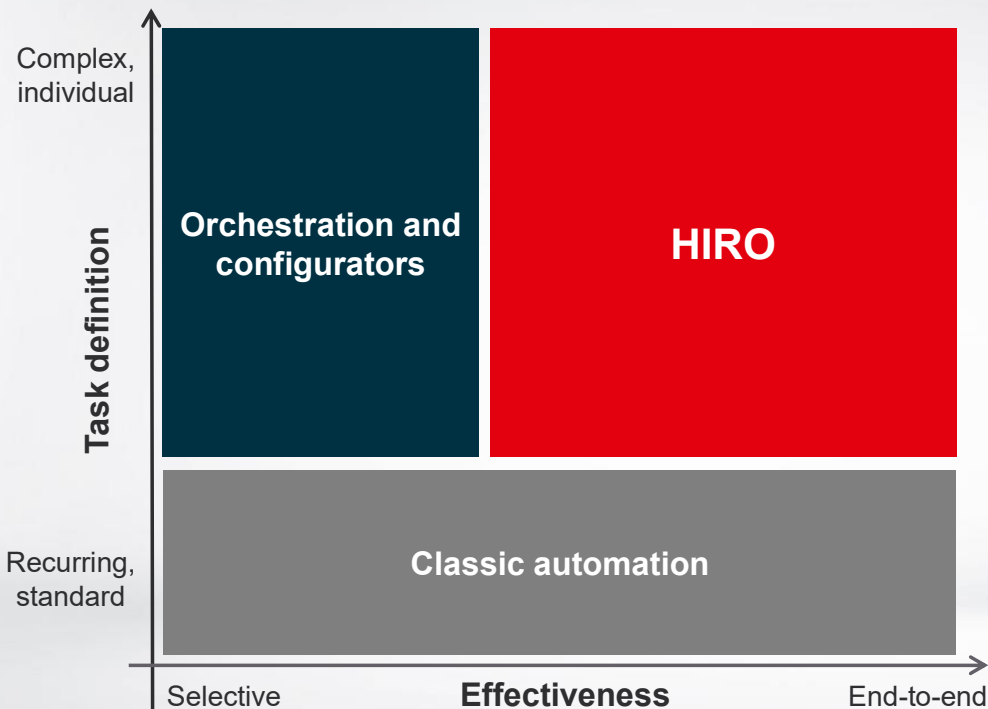 Complex,
individual
Task definition
Recurring,
standard
Orchestration and
configurators
HIRO
Classic automation
Selective
Effectiveness
End-to-end